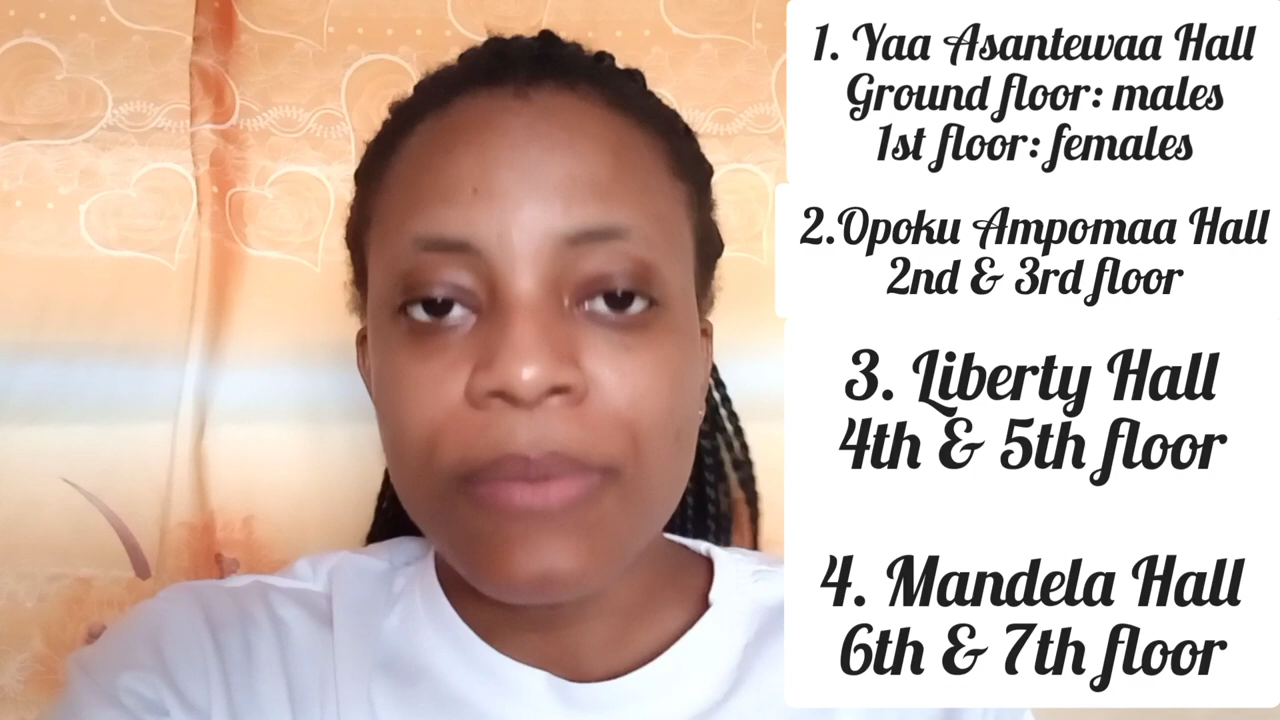 1. Yaa Asantewaa Hall
Ground floor: males
1st floor: females
2.Opoku Ampomaa Hall
2nd & 3rd floor
3. Liberty Hall
4th & 5th floor
4. Mandela Hall
6th & 7th floor